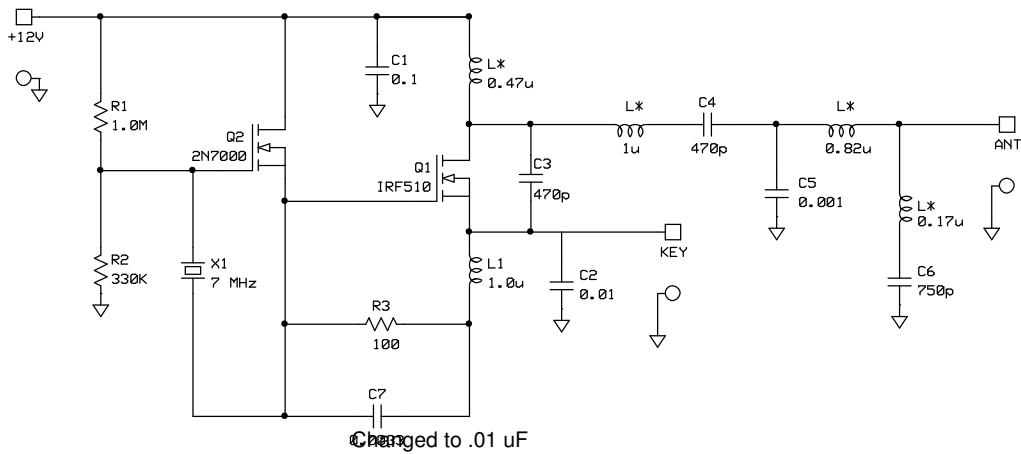 +12V
R1
1.0M
R2
330K
X1
7 MHz
Q2
2N7000
C1
0.1
L*
0.47u
Q1
IRF510
C3
470p
L*
1u
C4
470p
L*
0.82u
ANT
C5
0.001
L*
0.17u
C6
750p
KEY
L1
1.0u
C2
0.01
R3
100
C7
Changed to .01 uF